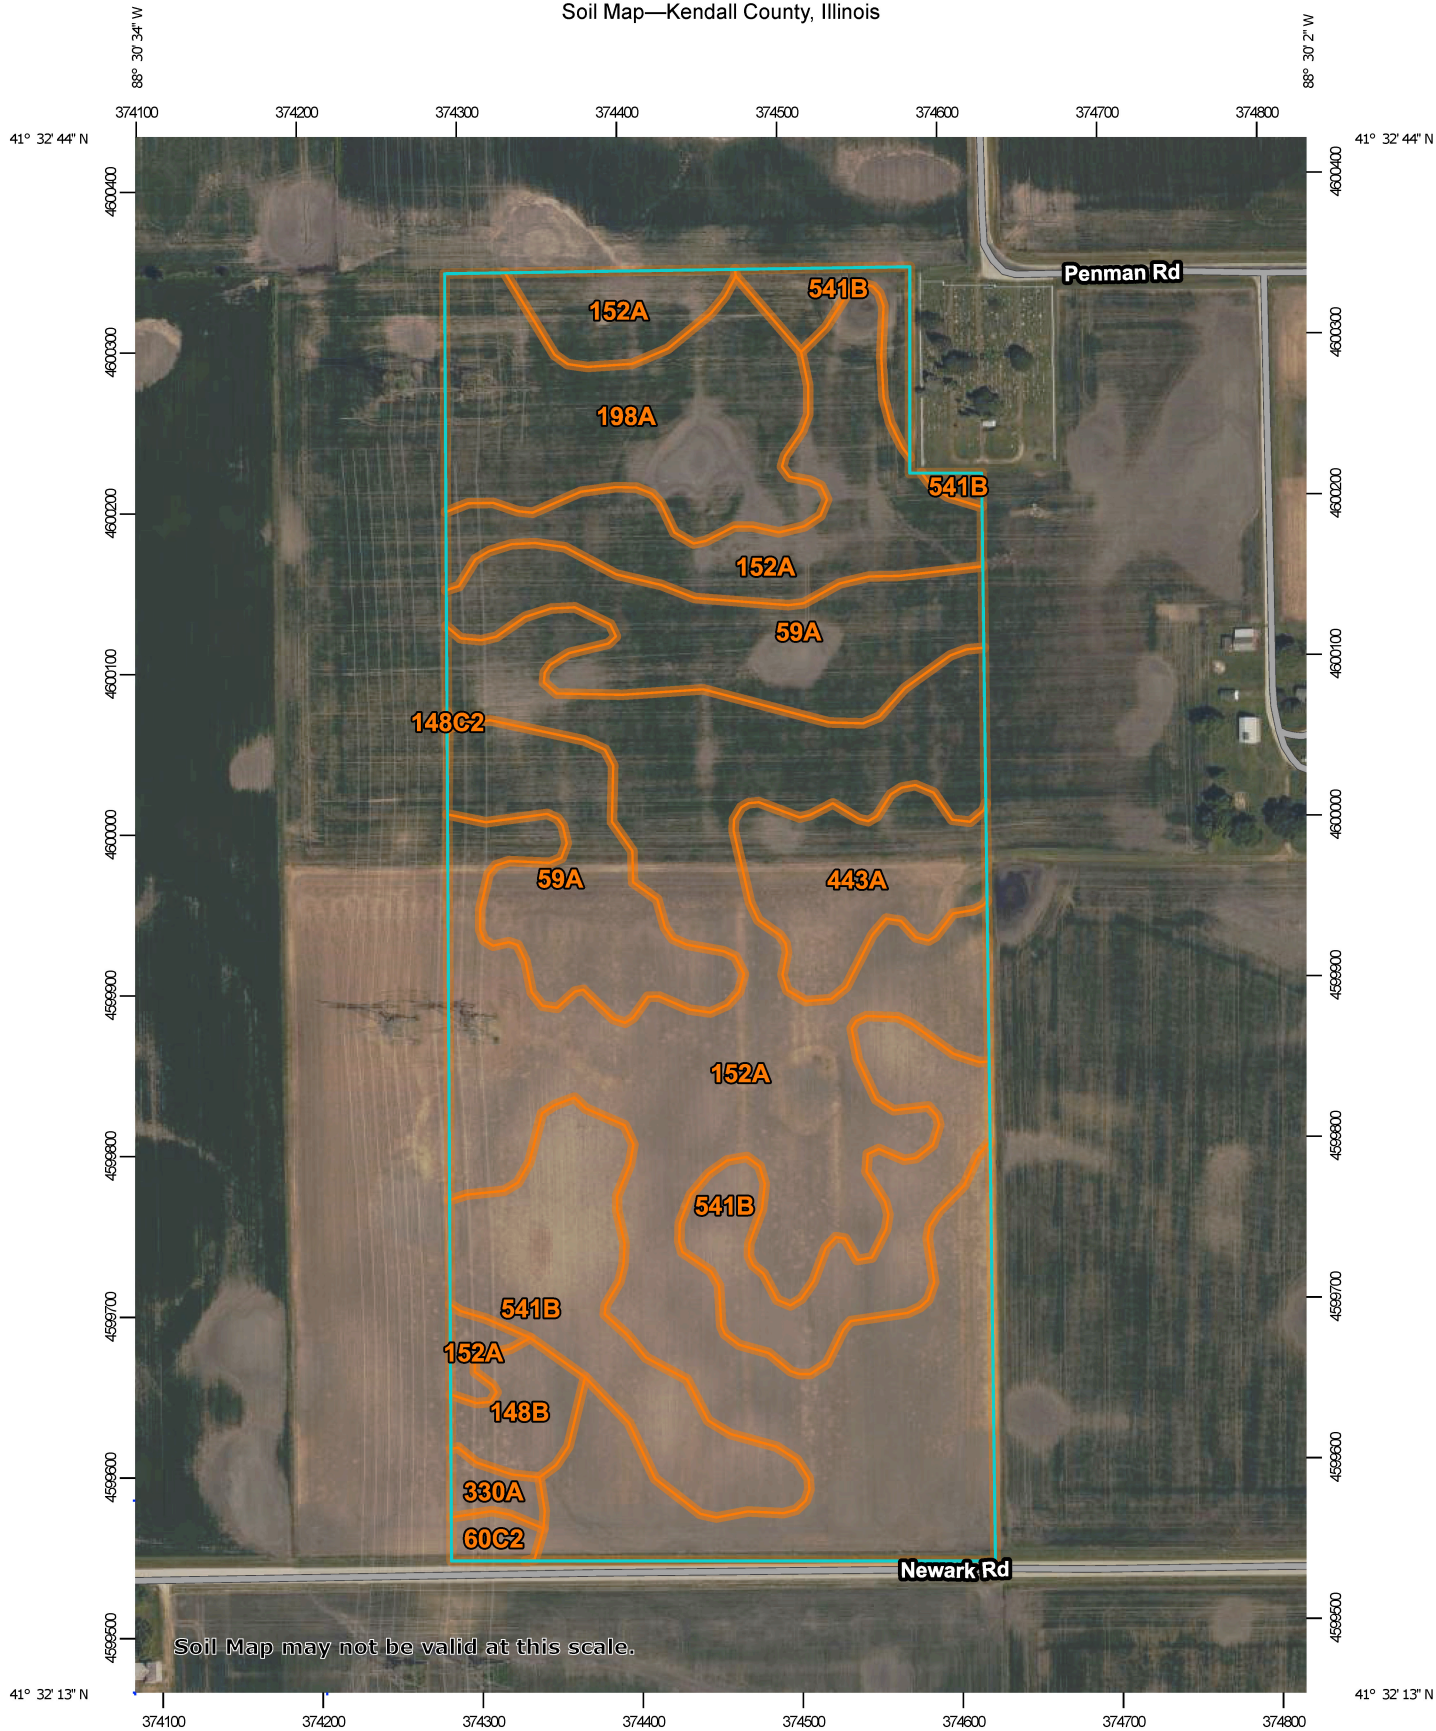 Soil Map—Kendall County, Illinois
88° 30' 34" W
88° 30' 2" W
374100 374200 374300 374400 374500 374600 374700 374800
41° 32' 44" N
41° 32' 44" N
4600400
4600400
Penman Rd
541B
152A
4600300
4600300
198A
541B
4600200
4600200
152A
59A
4600100
4600100
148C2
4600000
4600000
59A
443A
4599900
4599900
152A
4599800
4599800
541B
541B
4599700
4599700
152A
148B
4599600
4599600
330A
60C2
Newark Rd
4599500
4599500
Soil Map may not be valid at this scale.
41° 32' 13" N
41° 32' 13" N
374100 374200 374300 374400 374500 374600 374700 374800